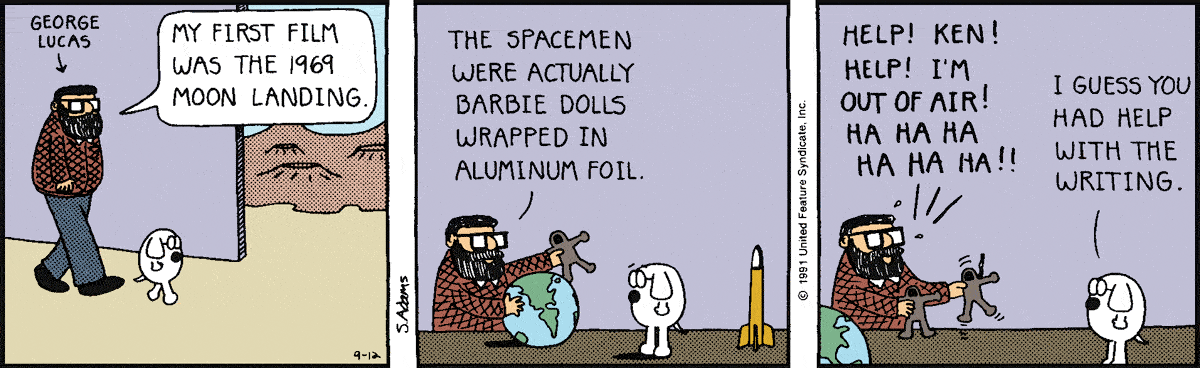 GEORGE
LUCAS
MY FIRST FILM
WAS THE 1969
MOON LANDING.
9-12
S.Adams
THE SPACEMEN
WERE ACTUALLY
BARBIE DOLLS
WRAPPED IN
ALUMINUM FOIL.
© 1991 United Feature Syndicate, Inc.
HELP! KEN!
HELP! I'M
OUT OF AIR!
HA HA HA
HA HA HA!!
I GUESS YOU
HAD HELP
WITH THE
WRITING.